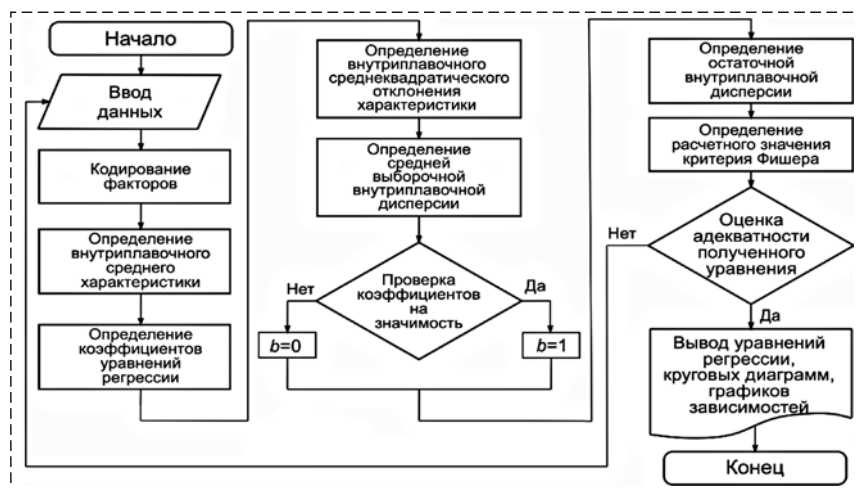 Начало
Ввод
данных
Кодирование
факторов
Определение
внутриплавочного
среднего
характеристики
Определение
коэффициентов
уравнений
регрессии
Определение
внутриплавочного
среднеквадратического
отклонения
характеристики
Определение
средней
выборочной
внутриплавочной
дисперсии
Проверка
коэффициентов
на
значимость
Нет
Да
b=0
b=1
Определение
остаточной
внутриплавочной
дисперсии
Определение
расчетного значения
критерия Фишера
Оценка
адекватности
полученного
уравнения
Нет
Да
Вывод уравнений
регрессии,
круговых диаграмм,
графиков
зависимостей
Конец